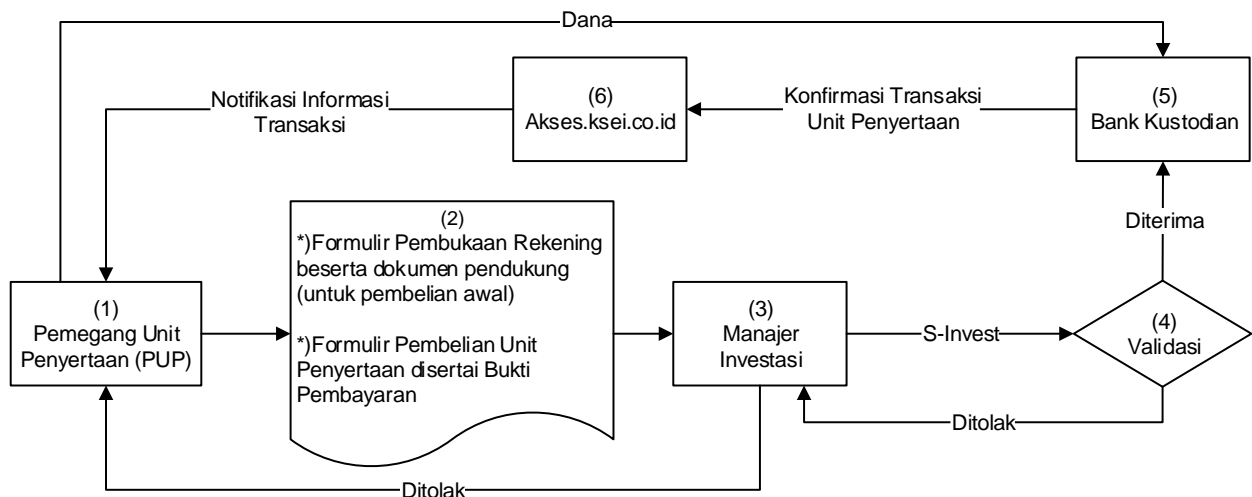 Dana
(6)
Akses.ksei.co.id
Notifikasi Informasi
Transaksi
Konfirmasi Transaksi
Unit Penyertaan
(5)
Bank Kustodian
(1)
Pemegang Unit
Penyertaan (PUP)
(2)
*)Formulir Pembukaan Rekening
beserta dokumen pendukung
(untuk pembelian awal)
*)Formulir Pembelian Unit
Penyertaan disertai Bukti
Pembayaran
(3)
Manajer
Investasi
S-Invest
(4)
Validasi
Diterima
Ditolak
Ditolak